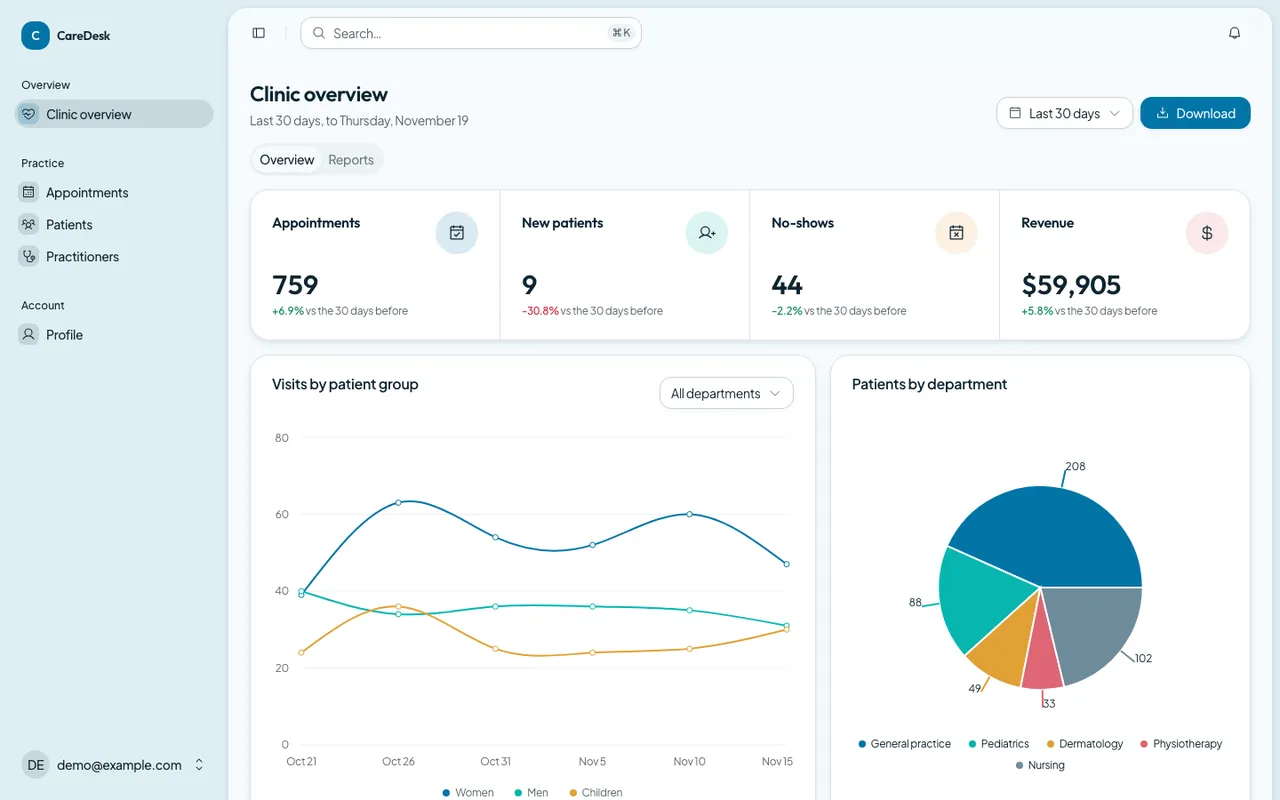 C CareDesk
Overview
Clinic overview
Practice
Appointments
Patients
Practitioners
Account
Profile
DE demo@example.com
Search... ⌘K
Clinic overview
Last 30 days, to Thursday, November 19
Last 30 days
Download
Overview Reports
Appointments
759
+6.9% vs the 30 days before
New patients
9
-30.8% vs the 30 days before
No-shows
44
-2.2% vs the 30 days before
Revenue
$
$59,905
+5.8% vs the 30 days before
Visits by patient group
All departments
80
60
40
20
0
Oct 21 Oct 26 Oct 31 Nov 5 Nov 10 Nov 15
Women Men Children
Patients by department
208
88
49
33
102
General practice Pediatrics Dermatology Physiotherapy
Nursing